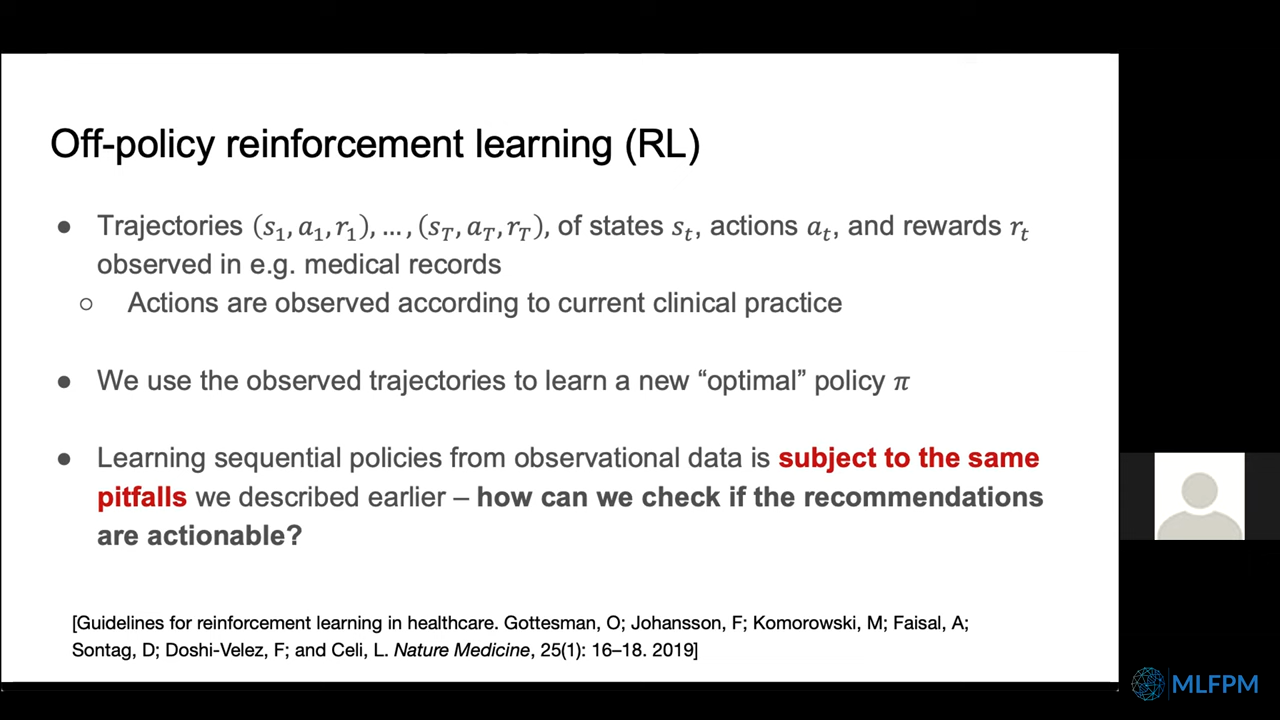 Off-policy reinforcement learning (RL)
● Trajectories (s₁, a₁, r₁), ..., (s_T, a_T, r_T), of states s_t, actions a_t, and rewards r_t
observed in e.g. medical records
○ Actions are observed according to current clinical practice
● We use the observed trajectories to learn a new “optimal” policy π
● Learning sequential policies from observational data is subject to the same
pitfalls we described earlier – how can we check if the recommendations
are actionable?
[Guidelines for reinforcement learning in healthcare. Gottesman, O; Johansson, F; Komorowski, M; Faisal, A;
Sontag, D; Doshi-Velez, F; and Celi, L. Nature Medicine, 25(1): 16–18. 2019]
MLFPM